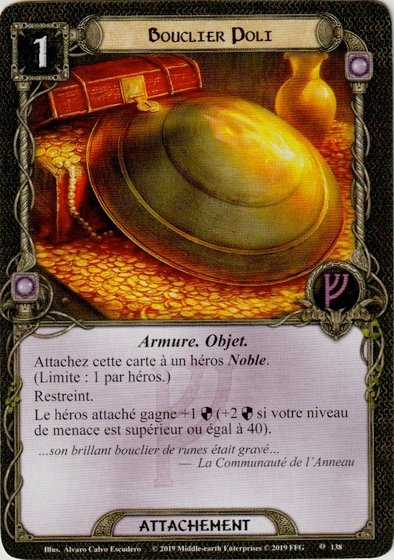 1
Bouclier Poli
Armure. Objet.
Attachez cette carte à un héros Noble.
(Limite : 1 par héros.)
Restreint.
Le héros attaché gagne +1 (+2 si votre niveau
de menace est supérieur ou égal à 40).
…son brillant bouclier de runes était gravé…
— La Communauté de l'Anneau
ATTACHEMENT
Illus. Álvaro Calvo Escudero © 2019 Middle-earth Enterprises © 2019 FFG 138